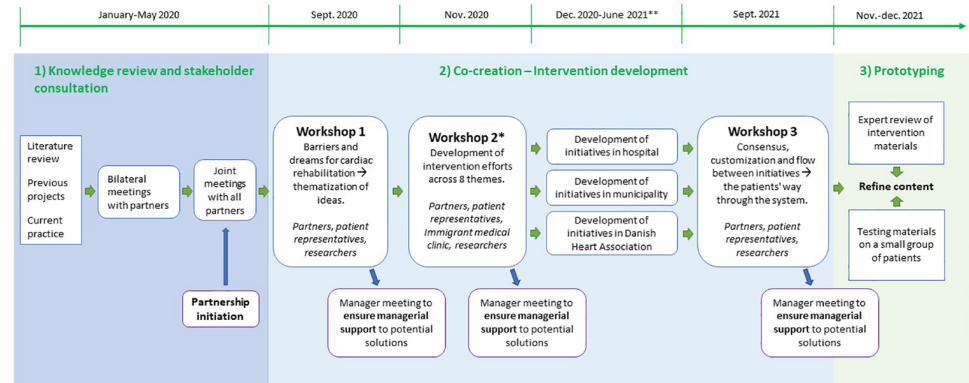 January-May 2020
Sept. 2020
Nov. 2020
Dec. 2020-June 2021**
Sept. 2021
Nov.-dec. 2021
1) Knowledge review and stakeholder
consultation
2) Co-creation – Intervention development
3) Prototyping
Literature
review
Previous
projects
Current
practice
Bilateral
meetings
with partners
Joint
meetings
with all
partners
Partnership
initiation
Workshop 1
Barriers and
dreams for cardiac
rehabilitation →
thematization of
ideas.
Partners, patient
representatives,
researchers
Workshop 2*
Development of
intervention efforts
across 8 themes.
Partners, patient
representatives,
Immigrant medical
clinic, researchers
Development of
initiatives in hospital
Development of
initiatives in municipality
Development of
initiatives in Danish
Heart Association
Workshop 3
Consensus,
customization and flow
between initiatives →
the patients' way
through the system.
Partners, patient
representatives,
researchers
Manager meeting to
ensure managerial
support to potential
solutions
Manager meeting to
ensure managerial
support to potential
solutions
Manager meeting to
ensure managerial
support to potential
solutions
Expert review of
intervention
materials
Refine content
Testing materials
on a small group
of patients